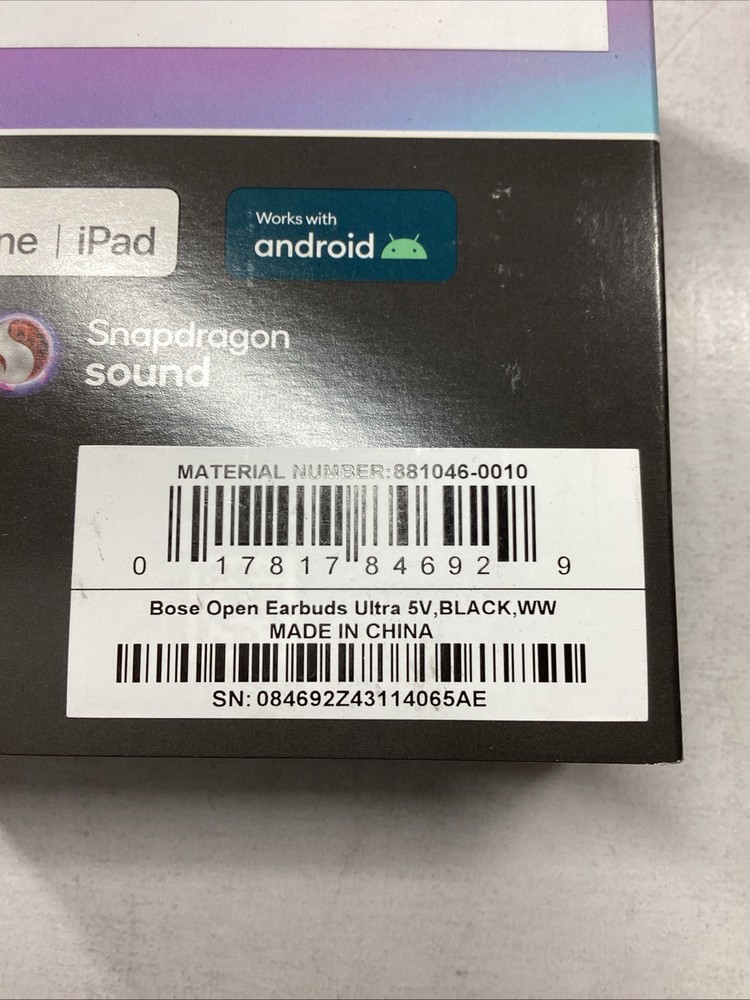 ne | iPad
Works with
android
Snapdragon
sound
MATERIAL NUMBER:881046-0010
0 17817 84692 9
Bose Open Earbuds Ultra 5V,BLACK,WW
MADE IN CHINA
SN: 084692Z43114065AE